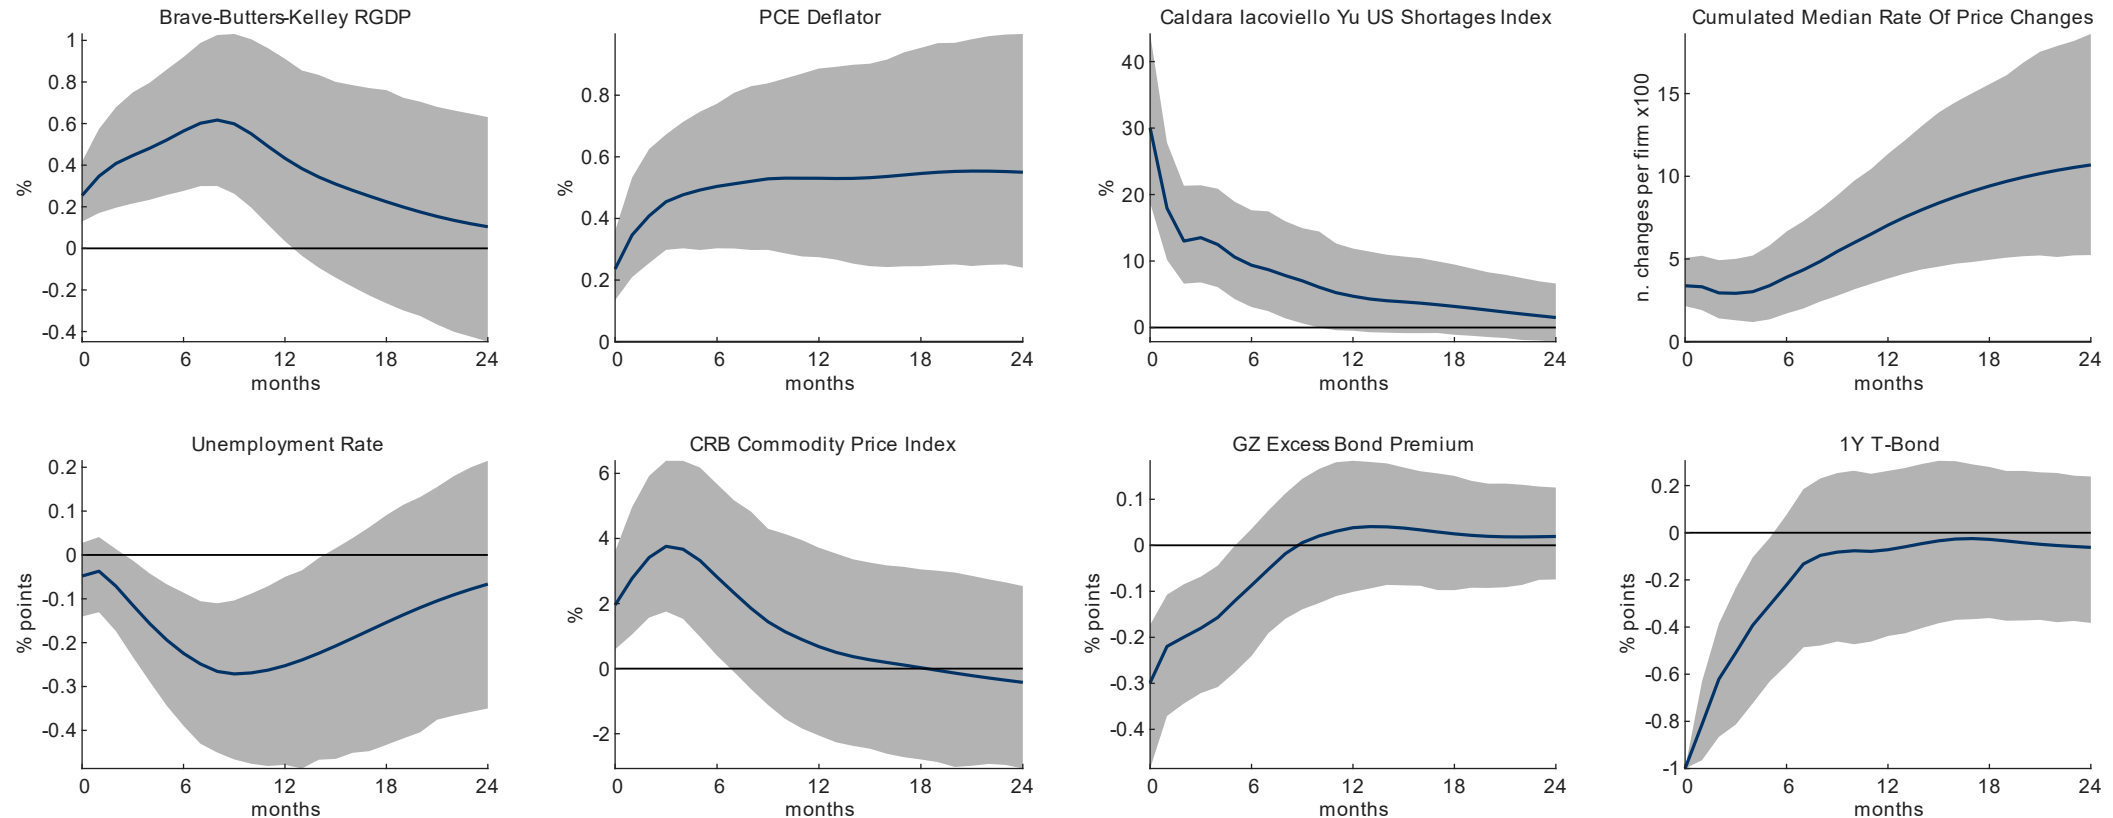 Brave-Butters-Kelley RGDP
1
0.8
0.6
0.4
0.2
0
-0.2
-0.4
%
0 6 12 18 24
months
PCE Deflator
0.8
0.6
0.4
0.2
0
%
0 6 12 18 24
months
Caldara Iacoviello Yu US Shortages Index
40
30
20
10
0
%
0 6 12 18 24
months
Cumulated Median Rate Of Price Changes
15
10
5
0
n. changes per firm x100
0 6 12 18 24
months
Unemployment Rate
0.2
0.1
0
-0.1
-0.2
-0.3
-0.4
% points
0 6 12 18 24
months
CRB Commodity Price Index
6
4
2
0
-2
%
0 6 12 18 24
months
GZ Excess Bond Premium
0.1
0
-0.1
-0.2
-0.3
-0.4
% points
0 6 12 18 24
months
1Y T-Bond
0.2
0
-0.2
-0.4
-0.6
-0.8
-1
% points
0 6 12 18 24
months